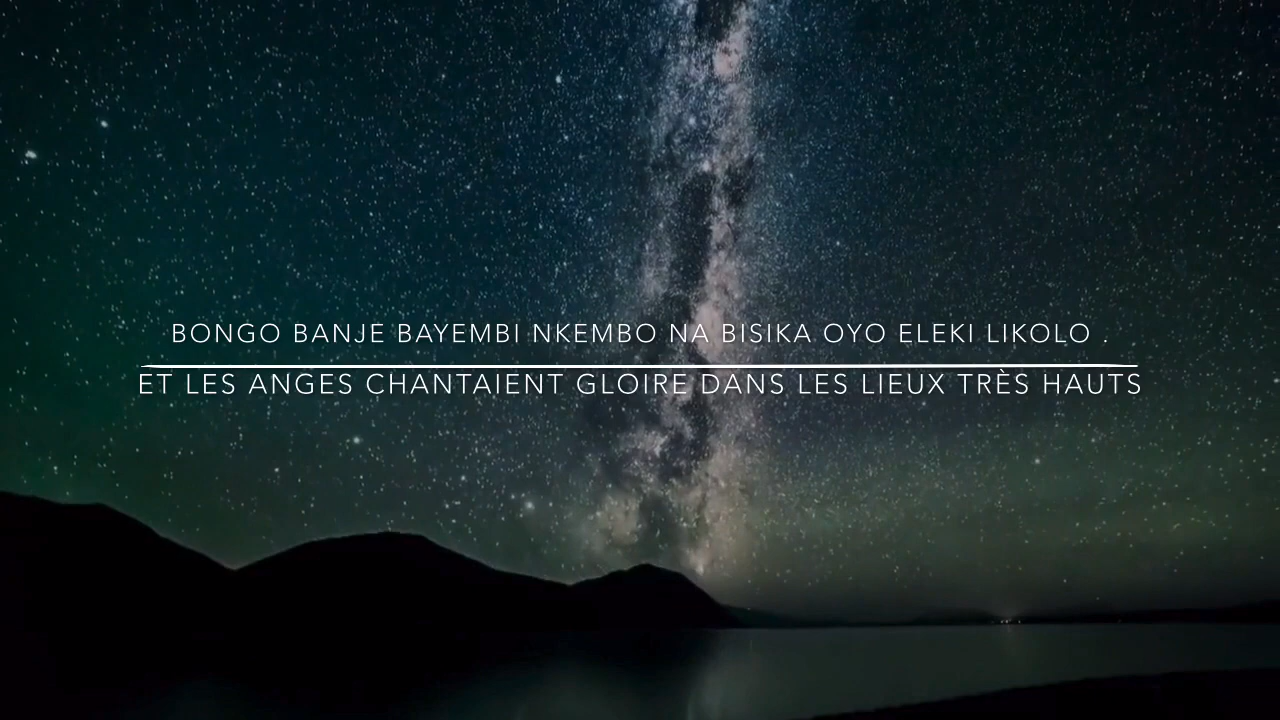 BONGO BANJE BAYEMBI NKEMBO NA BISIKA OYO ELEKI LIKOLO .
ET LES ANGES CHANTAIENT GLOIRE DANS LES LIEUX TRÈS HAUTS